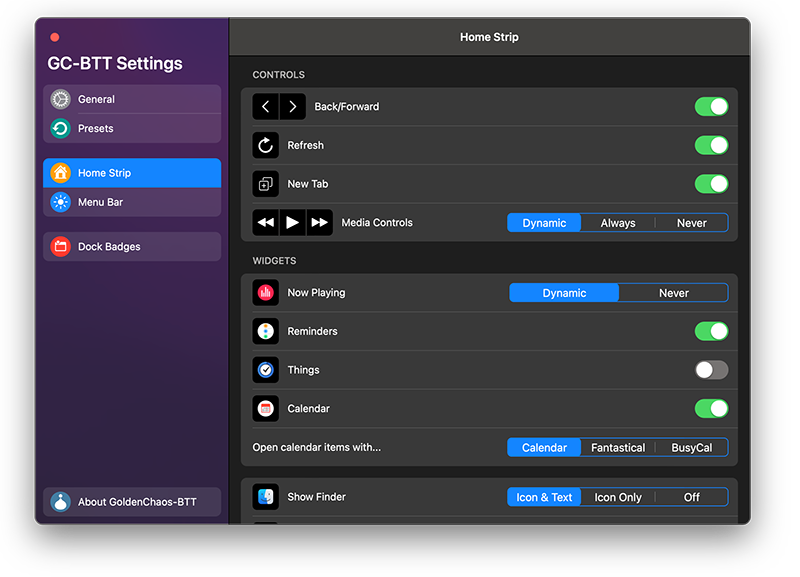 GC-BTT Settings
General
Presets
Home Strip
Menu Bar
Dock Badges
About GoldenChaos-BTT
Home Strip
CONTROLS
Back/Forward
Refresh
New Tab
Media Controls Dynamic Always Never
WIDGETS
Now Playing Dynamic Never
Reminders
Things
Calendar
Open calendar items with... Calendar Fantastical BusyCal
Show Finder Icon & Text Icon Only Off